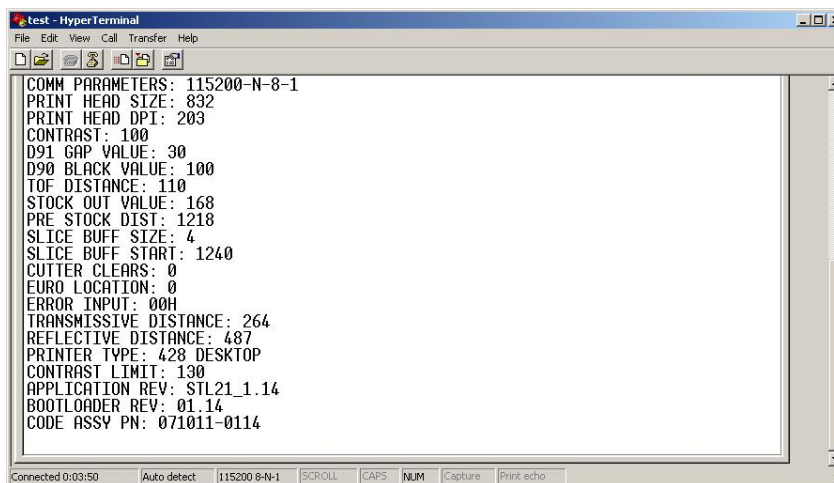 test - HyperTerminal
File Edit View Call Transfer Help
COMM PARAMETERS: 115200-N-8-1
PRINT HEAD SIZE: 832
PRINT HEAD DPI: 203
CONTRAST: 100
D91 GAP VALUE: 30
D90 BLACK VALUE: 100
TOF DISTANCE: 110
STOCK OUT VALUE: 168
PRE STOCK DIST: 1218
SLICE BUFF SIZE: 4
SLICE BUFF START: 1240
CUTTER CLEARS: 0
EURO LOCATION: 0
ERROR INPUT: 00H
TRANSMISSIVE DISTANCE: 264
REFLECTIVE DISTANCE: 487
PRINTER TYPE: 428 DESKTOP
CONTRAST LIMIT: 130
APPLICATION REV: STL21_1.14
BOOTLOADER REV: 01.14
CODE ASSY PN: 071011-0114
Connected 0:03:50 Auto detect 115200 8-N-1 SCROLL CAPS NUM Capture Print echo